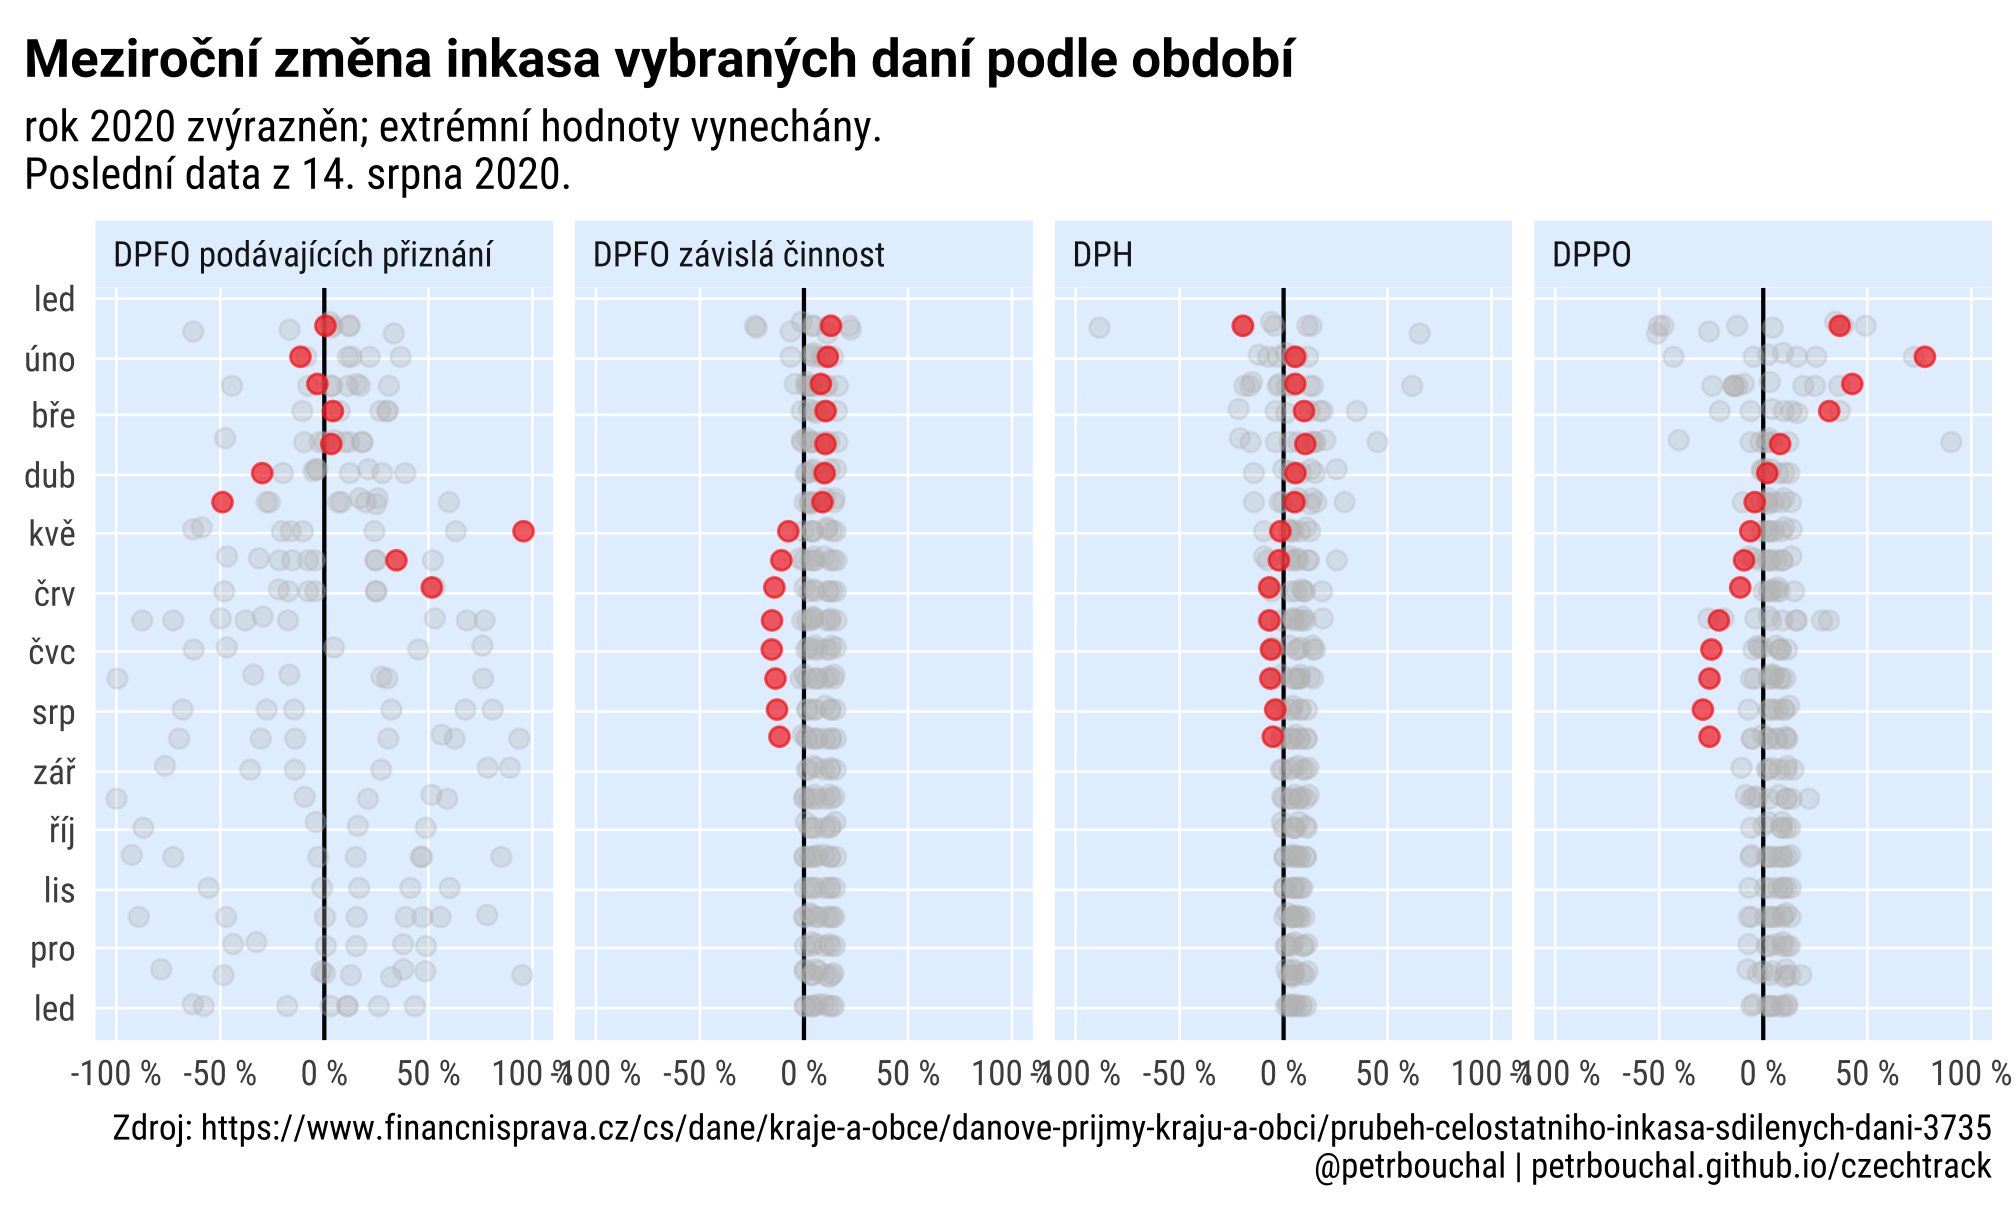 Meziroční změna inkasa vybraných daní podle období
rok 2020 zvýrazněn; extrémní hodnoty vynechány.
Poslední data z 14. srpna 2020.
DPFO podávajících přiznání
DPFO závislá činnost
DPH
DPPO
led
úno
bře
dub
kvě
črv
čvc
srp
zář
říj
lis
pro
led
-100 % -50 % 0 % 50 % 100 % -100 % -50 % 0 % 50 % 100 % -100 % -50 % 0 % 50 % 100 % -100 % -50 % 0 % 50 % 100 %
Zdroj: https://www.financnisprava.cz/cs/dane/kraje-a-obce/danove-prijmy-kraju-a-obci/prubeh-celostatniho-inkasa-sdilenych-dani-3735
@petrbouchal | petrbouchal.github.io/czechtrack